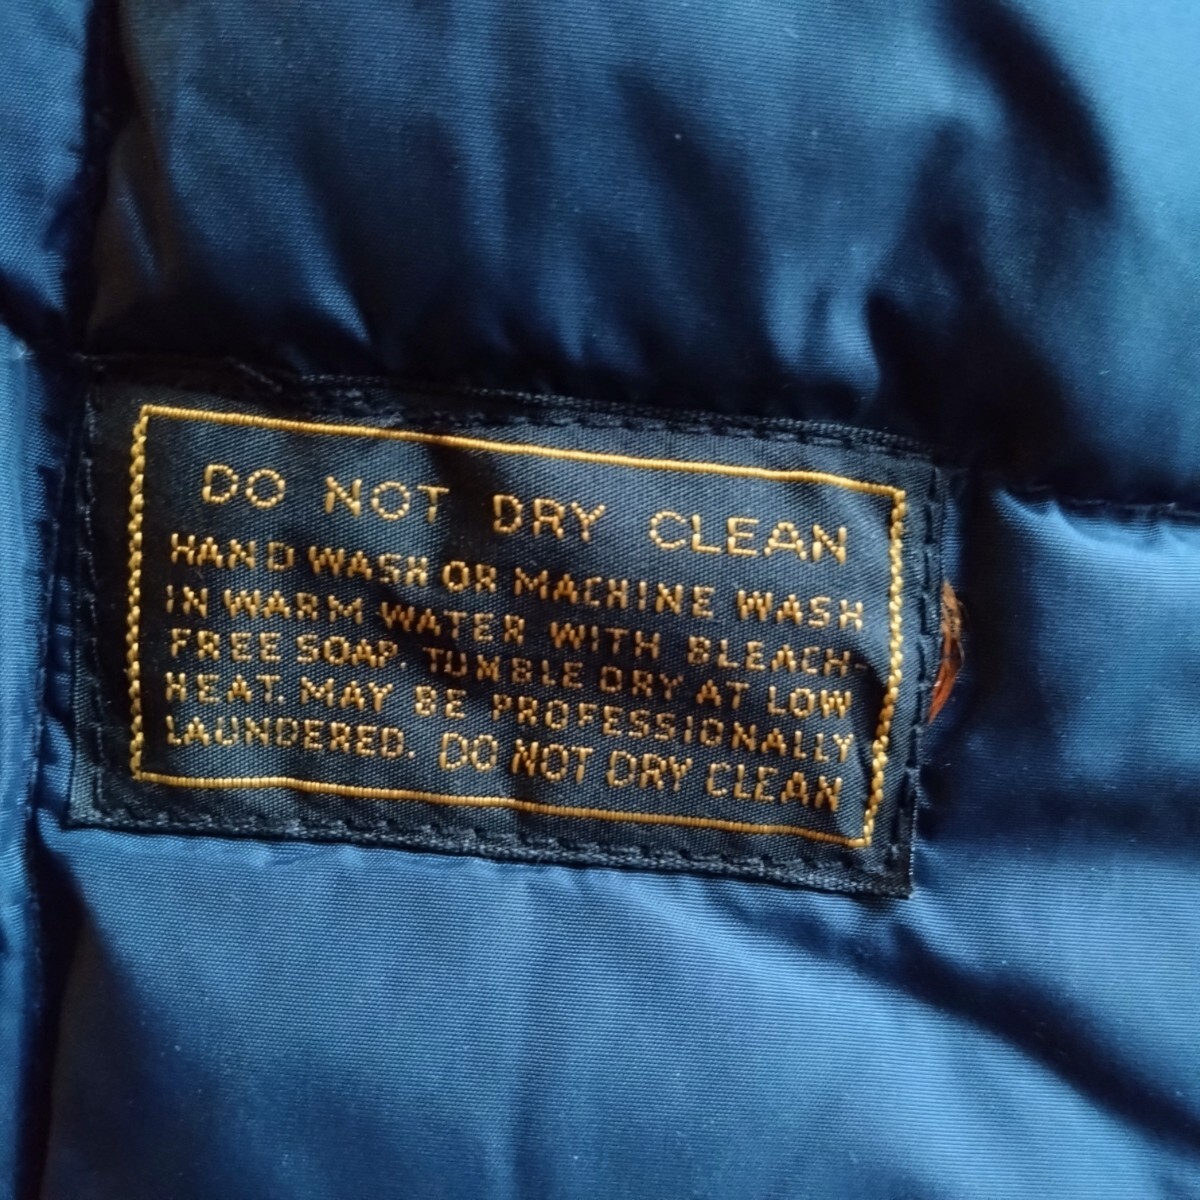 DO NOT DRY CLEAN
HAND WASH OR MACHINE WASH
IN WARM WATER WITH BLEACH-
FREE SOAP. TUMBLE DRY AT LOW
HEAT. MAY BE PROFESSIONALLY
LAUNDERED. DO NOT DRY CLEAN